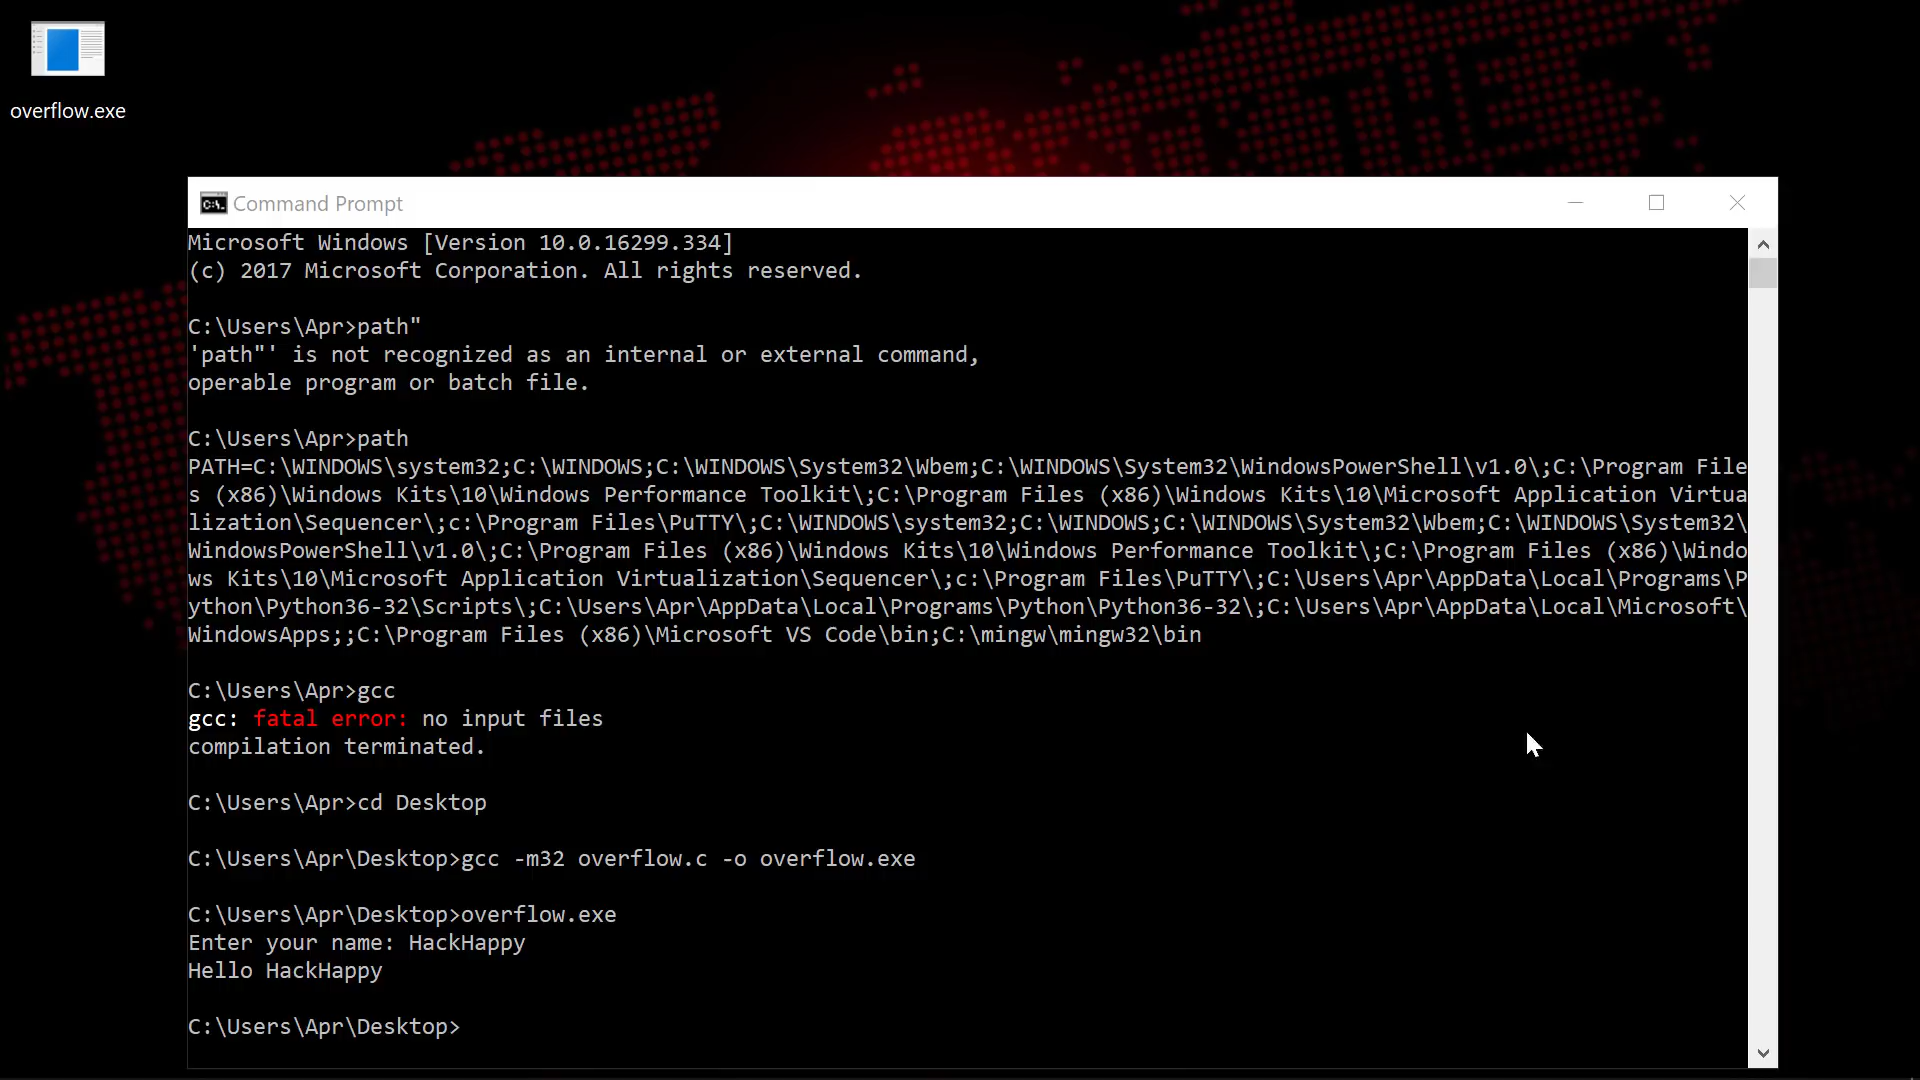 overflow.exe
Command Prompt
Microsoft Windows [Version 10.0.16299.334]
(c) 2017 Microsoft Corporation. All rights reserved.
C:\Users\Apr>path"
'path"' is not recognized as an internal or external command,
operable program or batch file.
C:\Users\Apr>path
PATH=C:\WINDOWS\system32;C:\WINDOWS;C:\WINDOWS\System32\Wbem;C:\WINDOWS\System32\WindowsPowerShell\v1.0\;C:\Program File
s (x86)\Windows Kits\10\Windows Performance Toolkit\;C:\Program Files (x86)\Windows Kits\10\Microsoft Application Virtua
lization\Sequencer\;c:\Program Files\PuTTY\;C:\WINDOWS\system32;C:\WINDOWS;C:\WINDOWS\System32\Wbem;C:\WINDOWS\System32\
WindowsPowerShell\v1.0\;C:\Program Files (x86)\Windows Kits\10\Windows Performance Toolkit\;C:\Program Files (x86)\Windo
ws Kits\10\Microsoft Application Virtualization\Sequencer\;c:\Program Files\PuTTY\;C:\Users\Apr\AppData\Local\Programs\P
ython\Python36-32\Scripts\;C:\Users\Apr\AppData\Local\Programs\Python\Python36-32\;C:\Users\Apr\AppData\Local\Microsoft\
WindowsApps;;C:\Program Files (x86)\Microsoft VS Code\bin;C:\mingw\mingw32\bin
C:\Users\Apr>gcc
gcc: fatal error: no input files
compilation terminated.
C:\Users\Apr>cd Desktop
C:\Users\Apr\Desktop>gcc -m32 overflow.c -o overflow.exe
C:\Users\Apr\Desktop>overflow.exe
Enter your name: HackHappy
Hello HackHappy
C:\Users\Apr\Desktop>